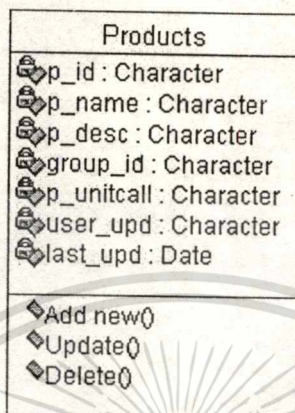 Products
p_id : Character
p_name : Character
p_desc : Character
group_id : Character
p_unitcall : Character
user_upd : Character
last_upd : Date
Add new()
Update()
Delete()